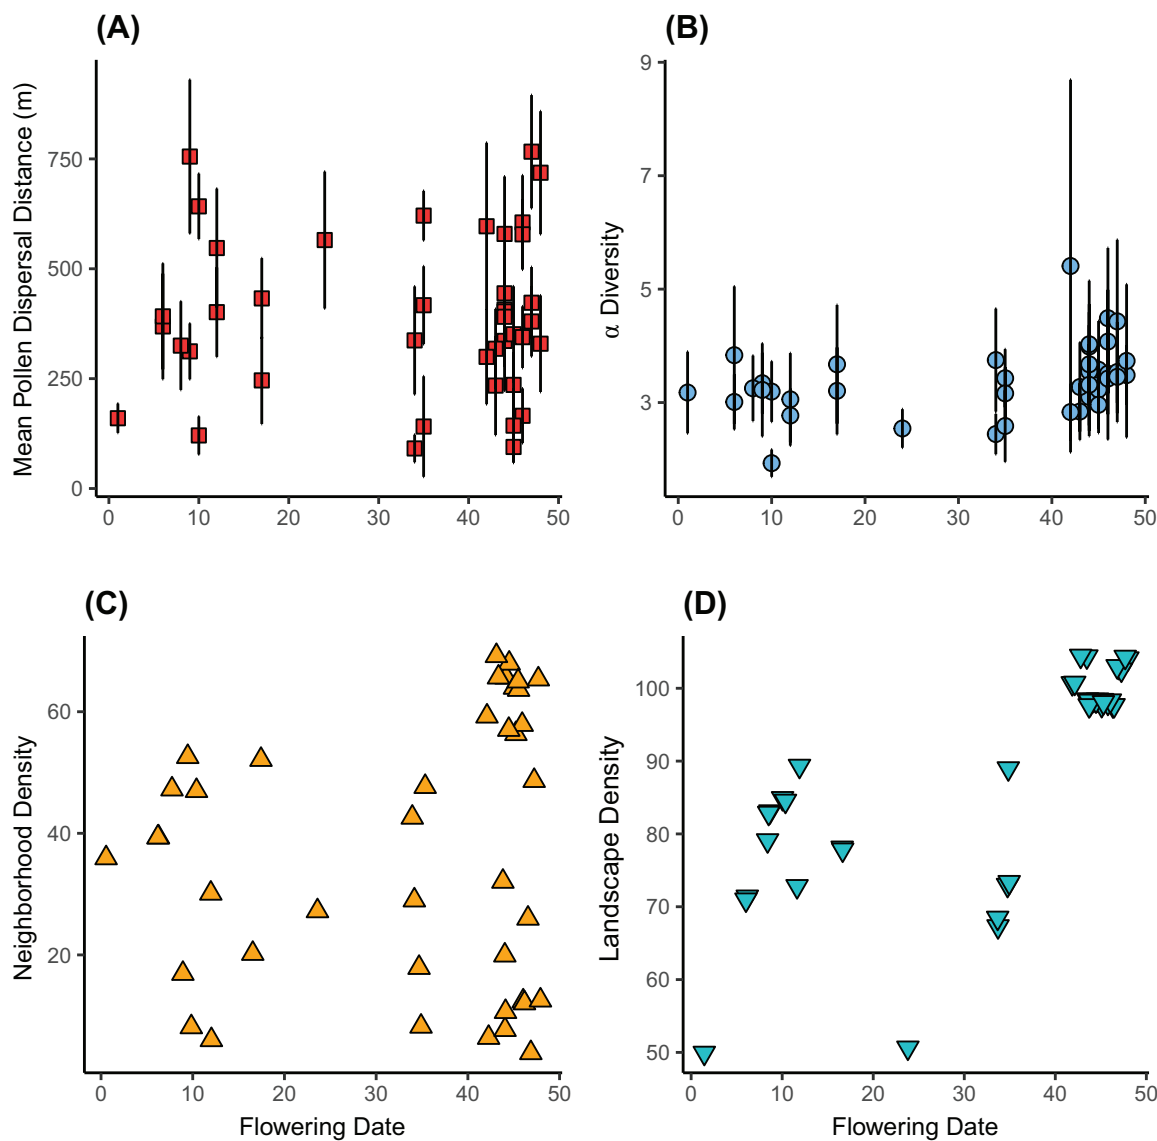 (A)
Mean Pollen Dispersal Distance (m)
750
500
250
0
0 10 20 30 40 50
(B)
α Diversity
9
7
5
3
0 10 20 30 40 50
(C)
Neighborhood Density
60
40
20
0 10 20 30 40 50
Flowering Date
(D)
Landscape Density
100
90
80
70
60
50
0 10 20 30 40 50
Flowering Date